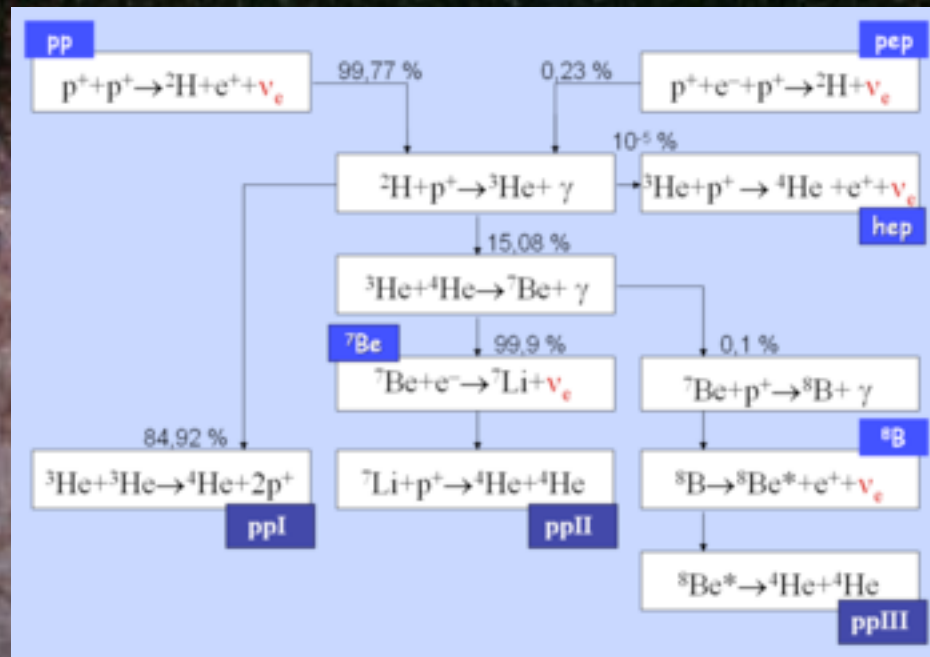 pp
pep
p⁺+p⁺→²H+e⁺+νₑ
99,77 %
0,23 %
p⁺+e⁻+p⁺→²H+νₑ
10⁻⁵ %
²H+p⁺→³He+ γ
³He+p⁺→ ⁴He +e⁺+νₑ
hep
15,08 %
³He+⁴He→⁷Be+ γ
⁷Be
99,9 %
0,1 %
⁷Be+e⁻→⁷Li+νₑ
⁷Be+p⁺→⁸B+ γ
84,92 %
⁸B
³He+³He→⁴He+2p⁺
⁷Li+p⁺→⁴He+⁴He
⁸B→⁸Be*+e⁺+νₑ
ppI
ppII
⁸Be*→⁴He+⁴He
ppIII